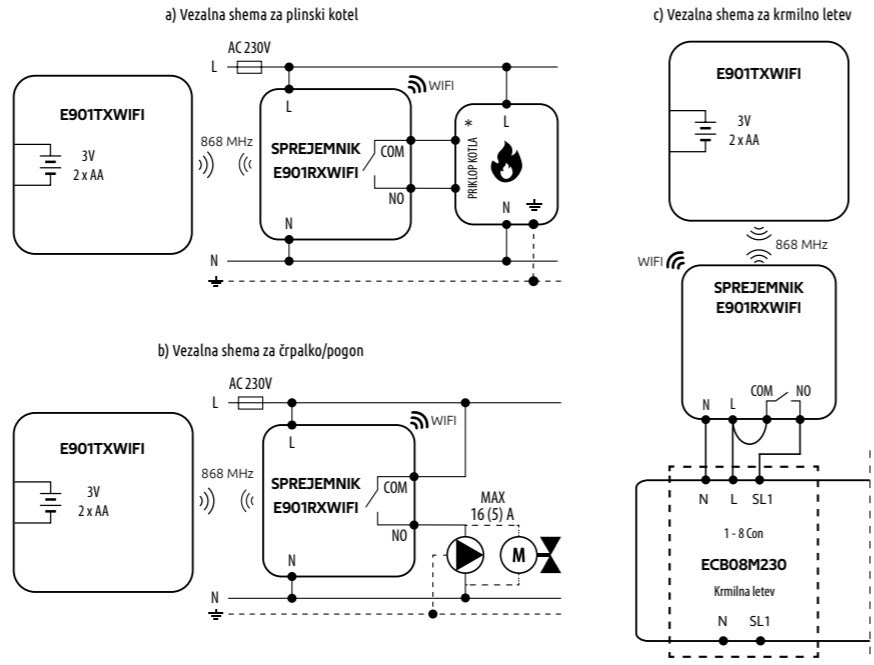 a) Vezalna shema za plinski kotel
AC 230V
L
WIFI
E901TXWIFI
3V
2 x AA
868 MHz
L
SPREJEMNIK
E901RXWIFI
COM
NO
N
*
PRIKLOP KOTLA
L
N
N
b) Vezalna shema za črpalko/pogon
AC 230V
L
WIFI
E901TXWIFI
3V
2 x AA
868 MHz
L
SPREJEMNIK
E901RXWIFI
COM
NO
N
MAX
16 (5) A
M
N
c) Vezalna shema za krmilno letev
E901TXWIFI
3V
2 x AA
868 MHz
WIFI
SPREJEMNIK
E901RXWIFI
N L COM NO
N L SL1
1 - 8 Con
ECB08M230
Krmilna letev
N SL1